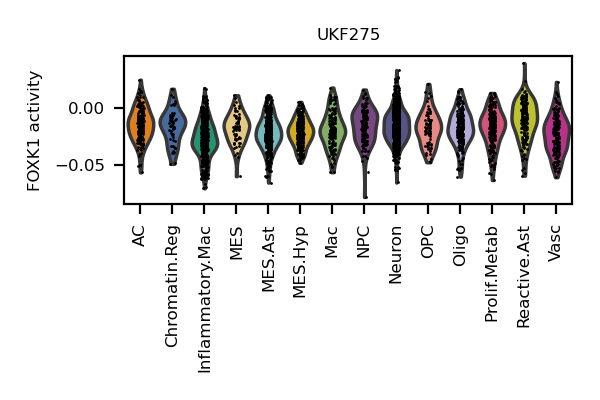 UKF275
FOXK1 activity
0.00
−0.05
AC
Chromatin.Reg
Inflammatory.Mac
MES
MES.Ast
MES.Hyp
Mac
NPC
Neuron
OPC
Oligo
Prolif.Metab
Reactive.Ast
Vasc